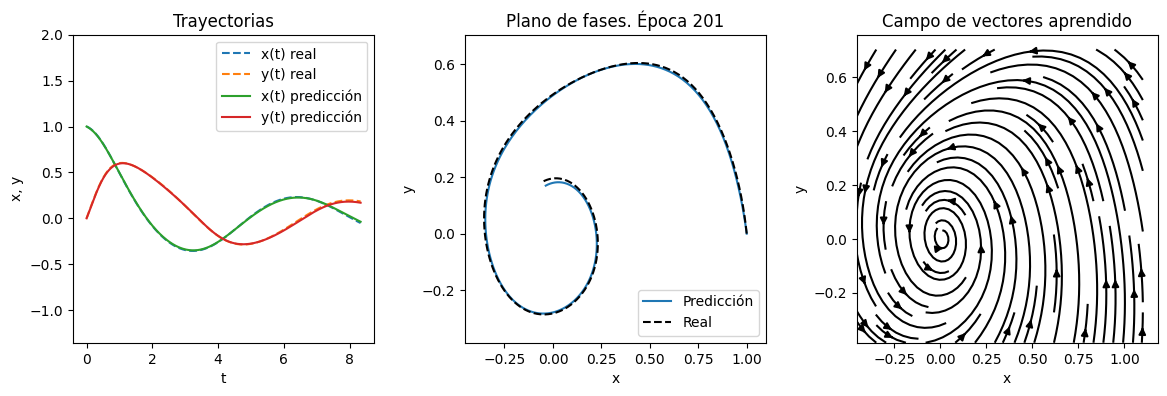 Trayectorias
2.0
1.5
1.0
0.5
0.0
−0.5
−1.0
x, y
0
2
4
6
8
t
x(t) real
y(t) real
x(t) predicción
y(t) predicción
Plano de fases. Época 201
0.6
0.4
0.2
0.0
−0.2
y
−0.25
0.00
0.25
0.50
0.75
1.00
x
Predicción
Real
Campo de vectores aprendido
0.6
0.4
0.2
0.0
−0.2
y
−0.25
0.00
0.25
0.50
0.75
1.00
x